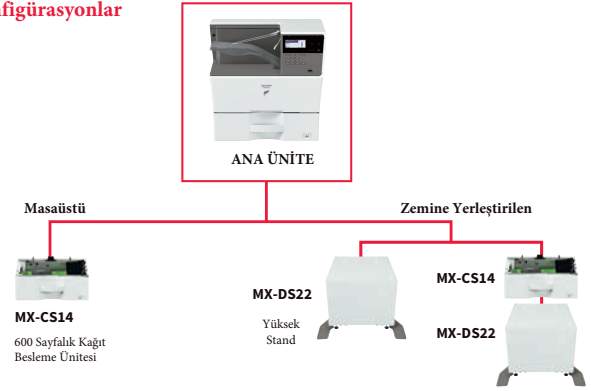 nfigürasyonlar
ANA ÜNİTE
Masaüstü
Zemine Yerleştirilen
MX-CS14
600 Sayfalık Kağıt
Besleme Ünitesi
MX-DS22
Yüksek
Stand
MX-CS14
MX-DS22